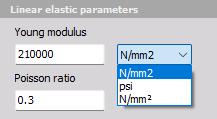 Linear elastic parameters
Young modulus
210000
N/mm2
N/mm2
psi
N/mm²
Poisson ratio
0.3